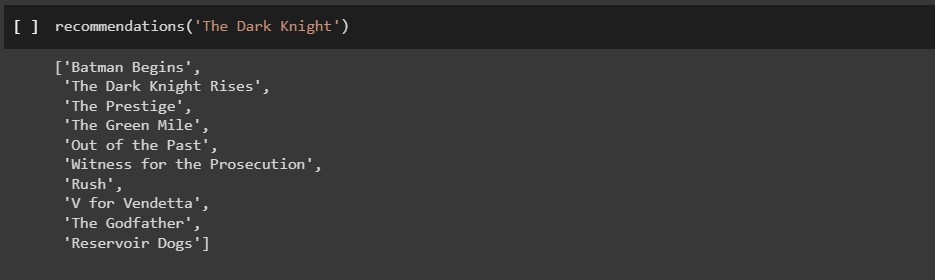 [ ] recommendations('The Dark Knight')
['Batman Begins',
'The Dark Knight Rises',
'The Prestige',
'The Green Mile',
'Out of the Past',
'Witness for the Prosecution',
'Rush',
'V for Vendetta',
'The Godfather',
'Reservoir Dogs']